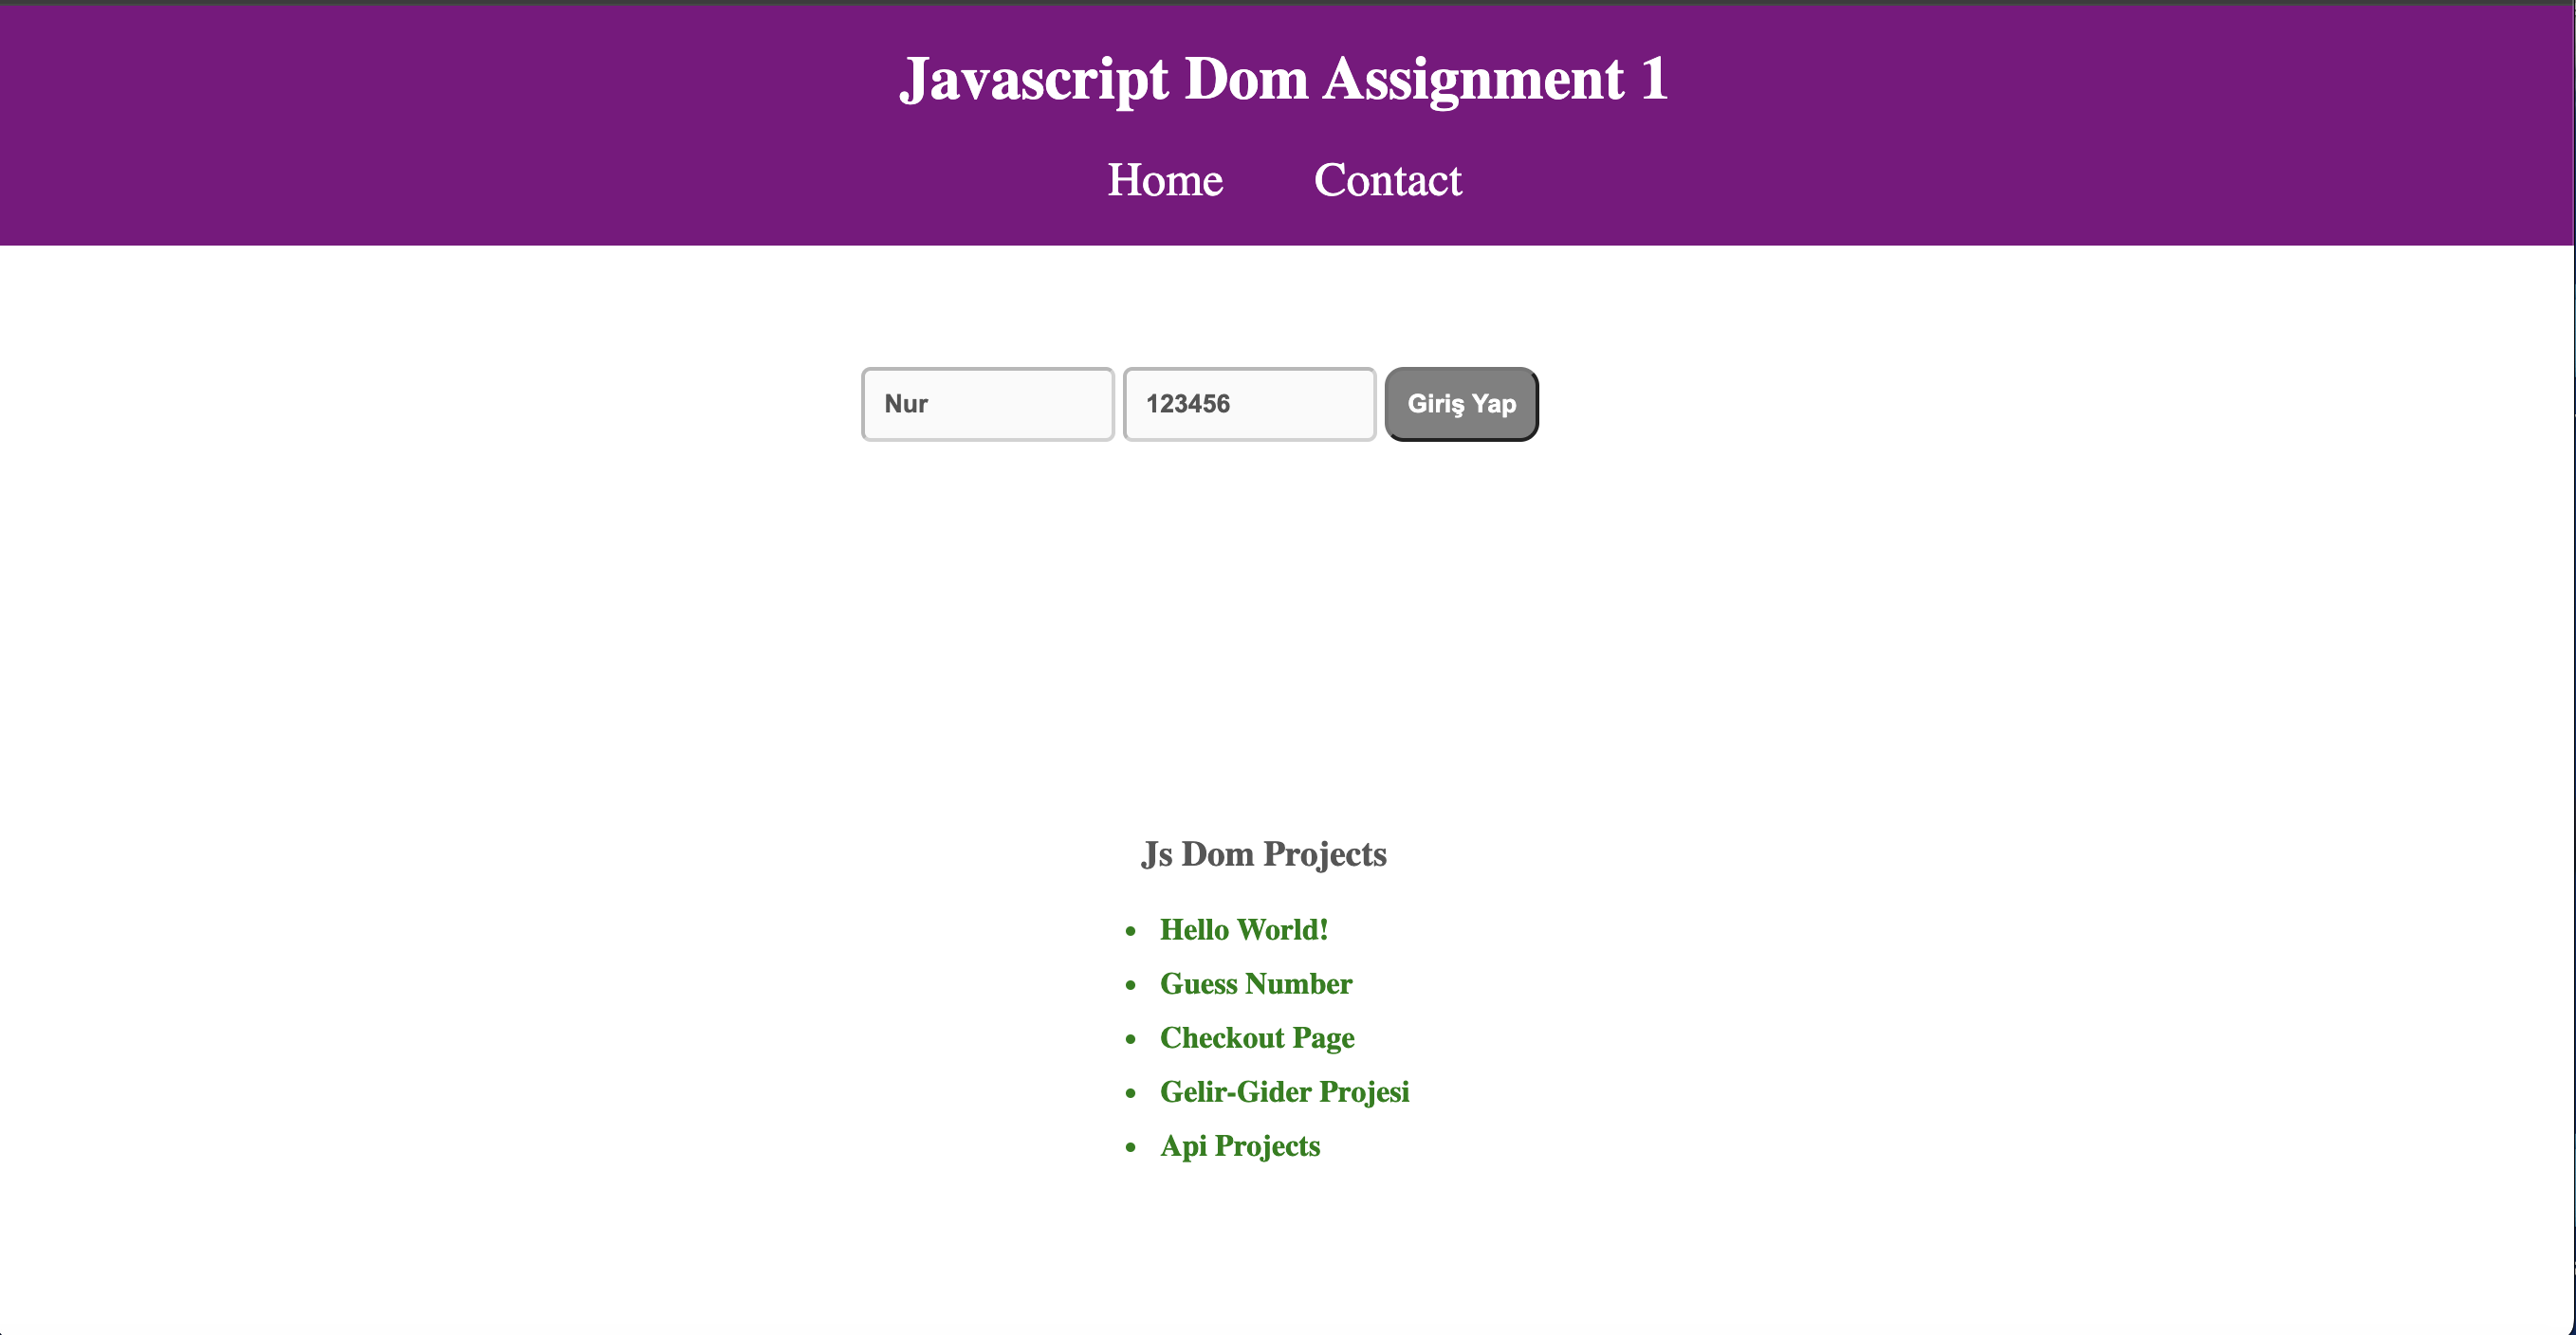 Javascript Dom Assignment 1
Home Contact
Nur 123456 Giriş Yap
Js Dom Projects
Hello World!
Guess Number
Checkout Page
Gelir-Gider Projesi
Api Projects